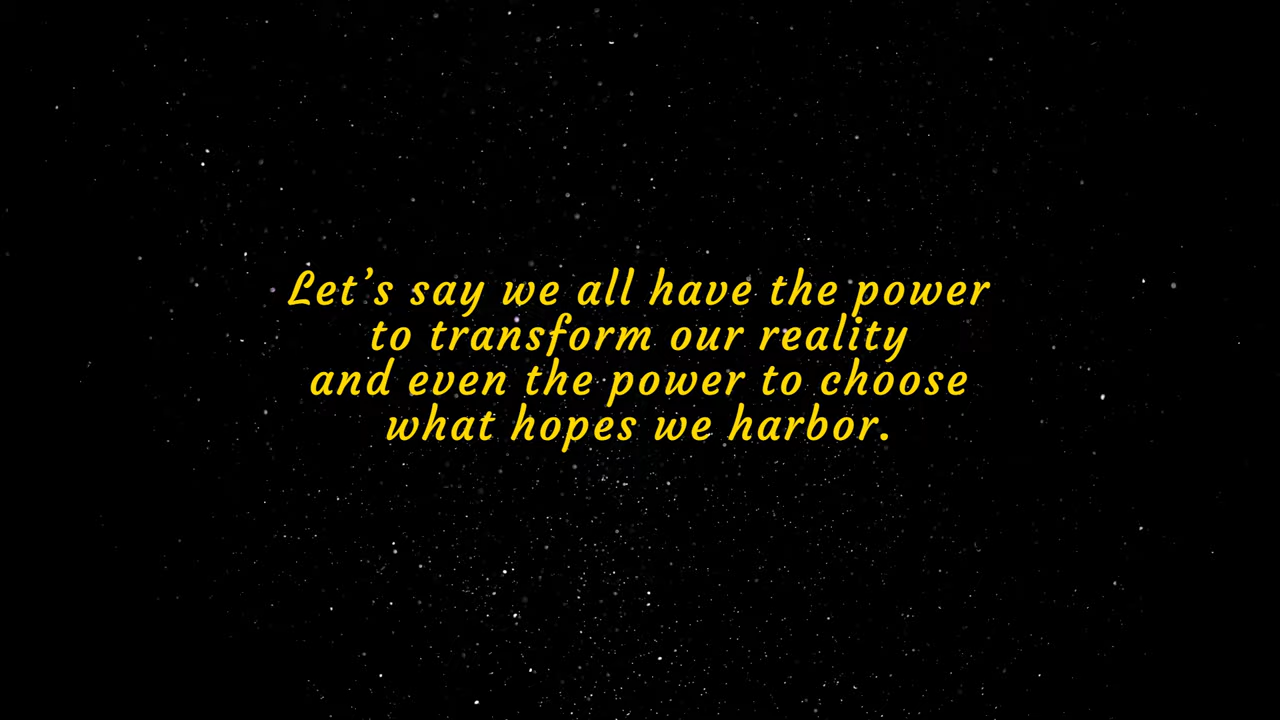 Let’s say we all have the power
to transform our reality
and even the power to choose
what hopes we harbor.